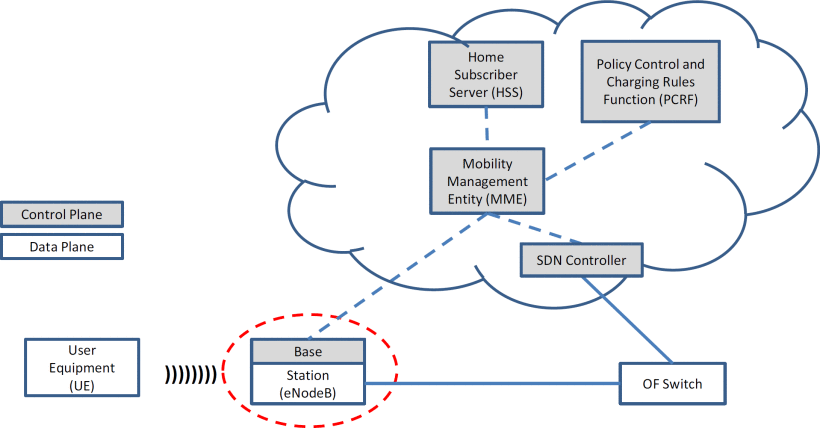 Home
Subscriber
Server (HSS)
Policy Control and
Charging Rules
Function (PCRF)
Mobility
Management
Entity (MME)
Control Plane
Data Plane
SDN Controller
User
Equipment
(UE)
))))))))
Base
Station
(eNodeB)
OF Switch